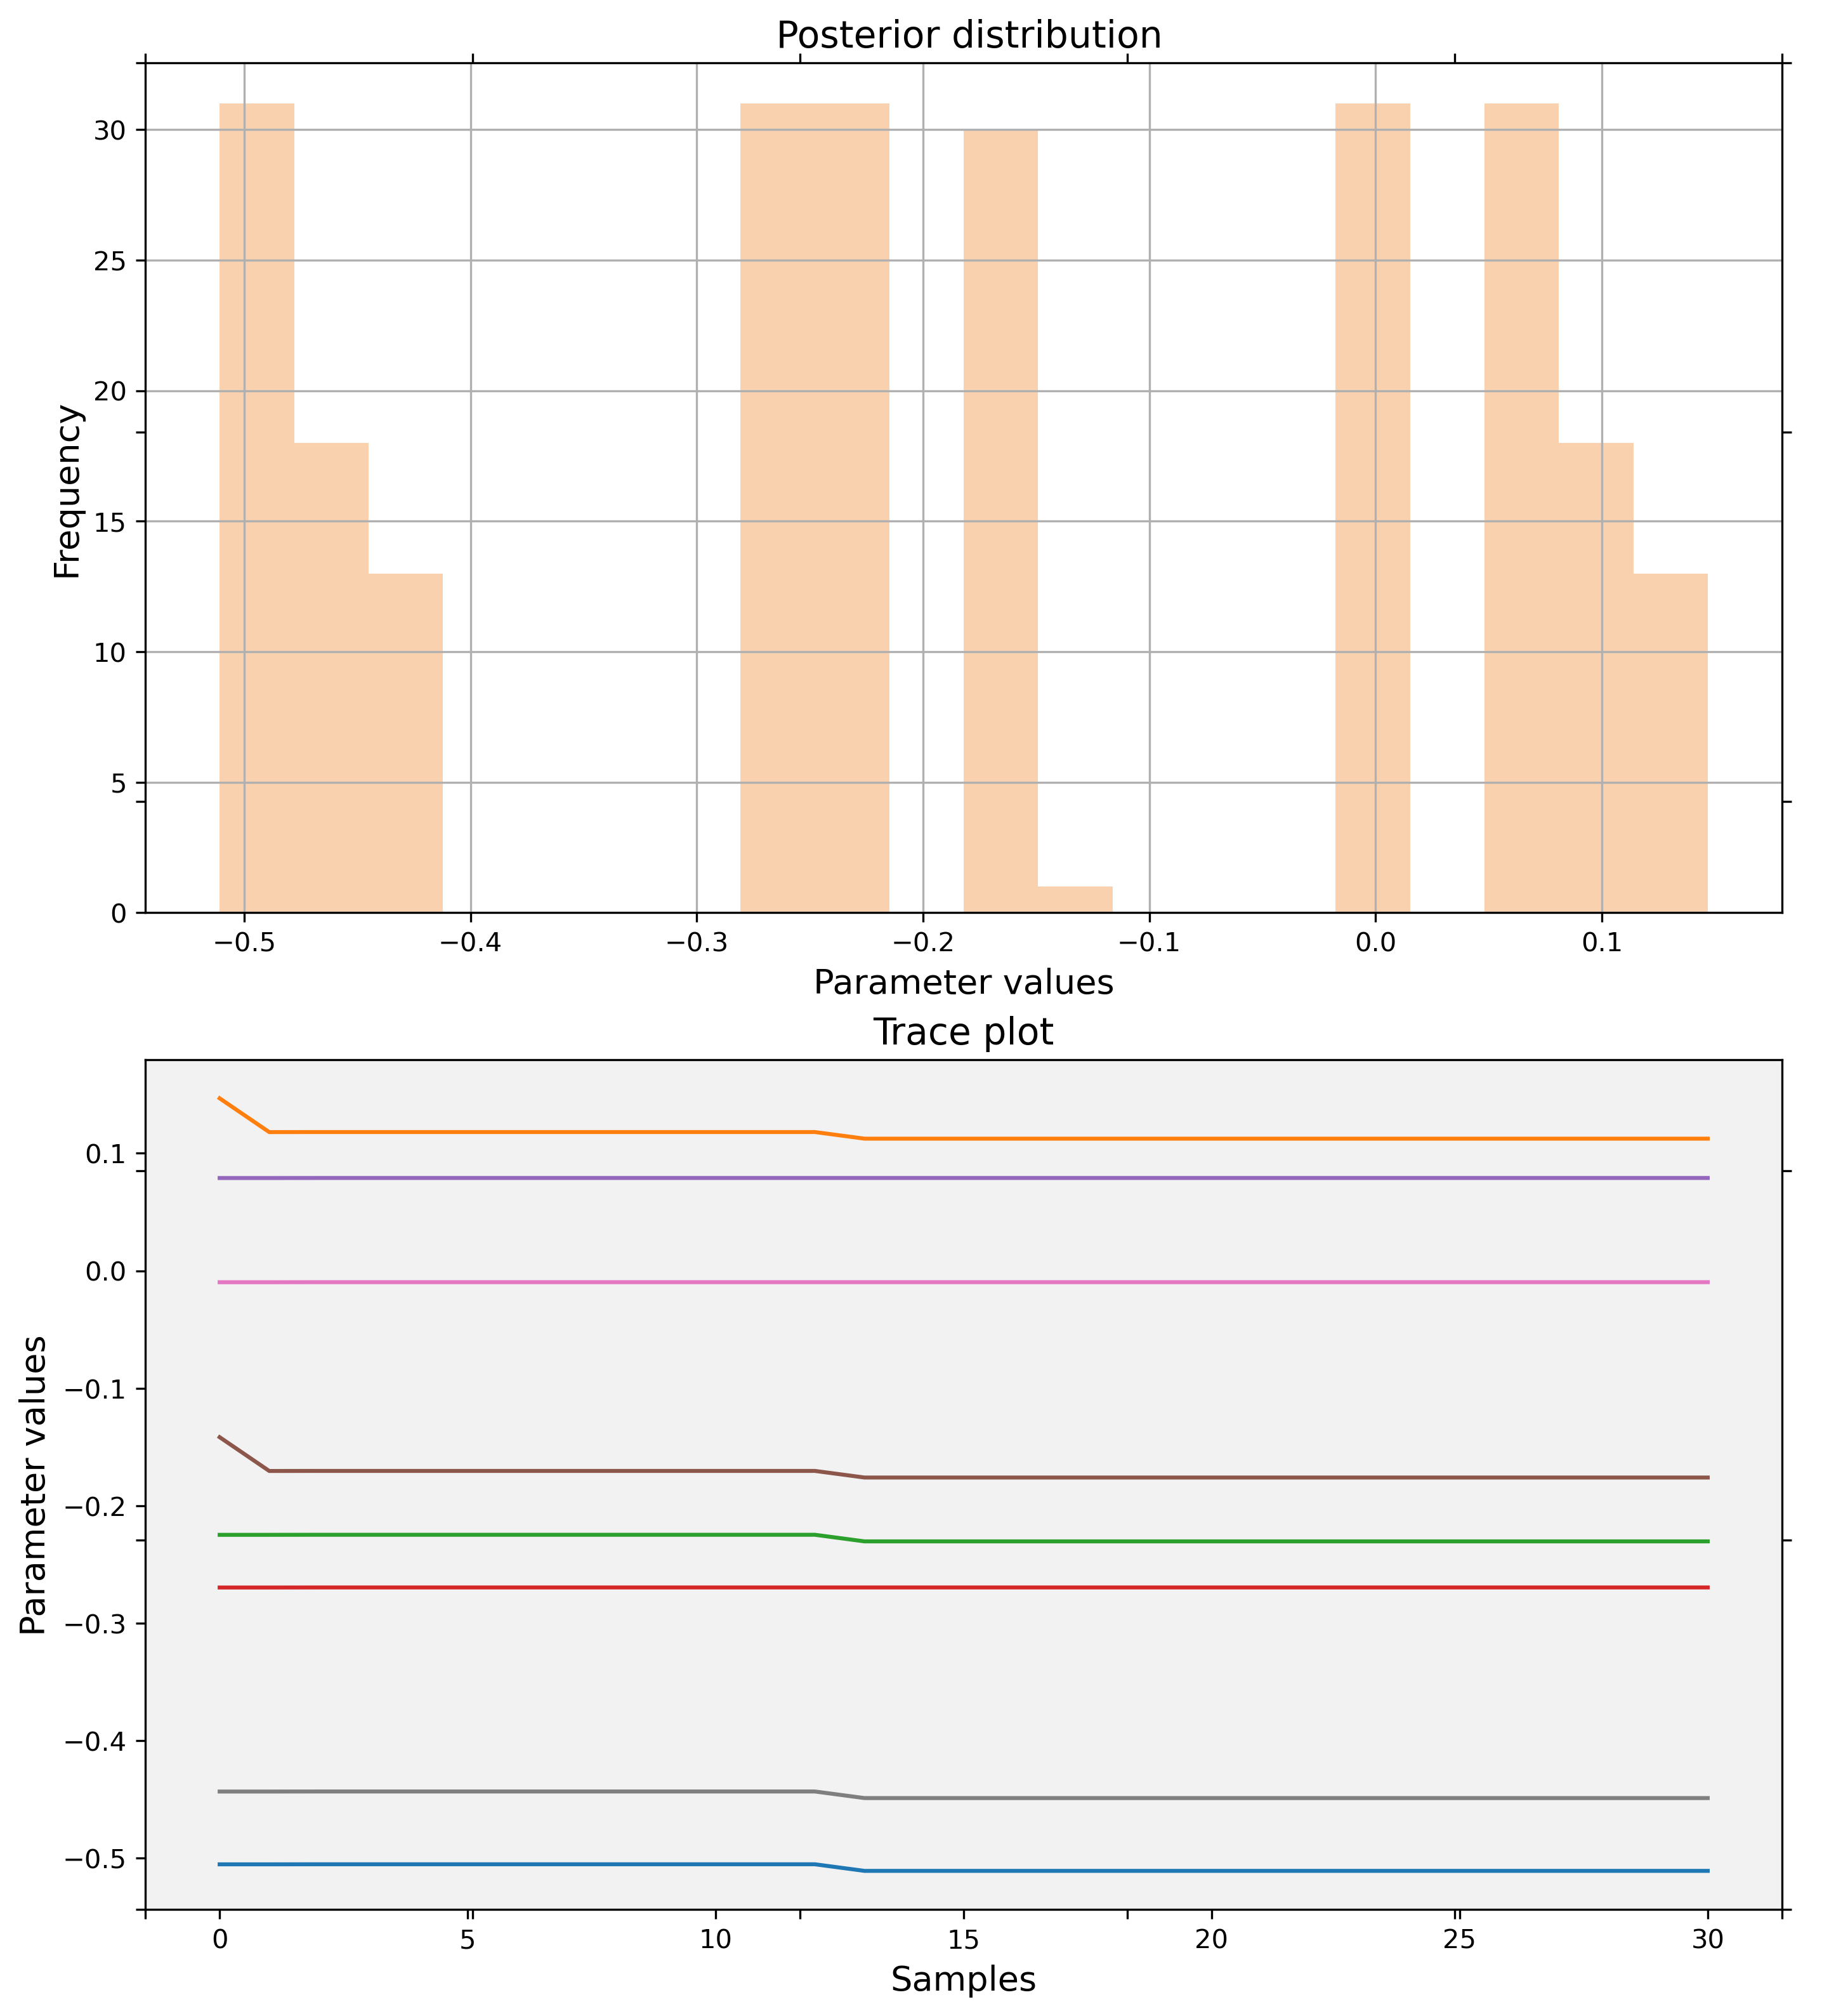 Posterior distribution
Frequency
30
25
20
15
10
5
0
−0.5 −0.4 −0.3 −0.2 −0.1 0.0 0.1
Parameter values
Trace plot
Parameter values
0.1
0.0
−0.1
−0.2
−0.3
−0.4
−0.5
0 5 10 15 20 25 30
Samples